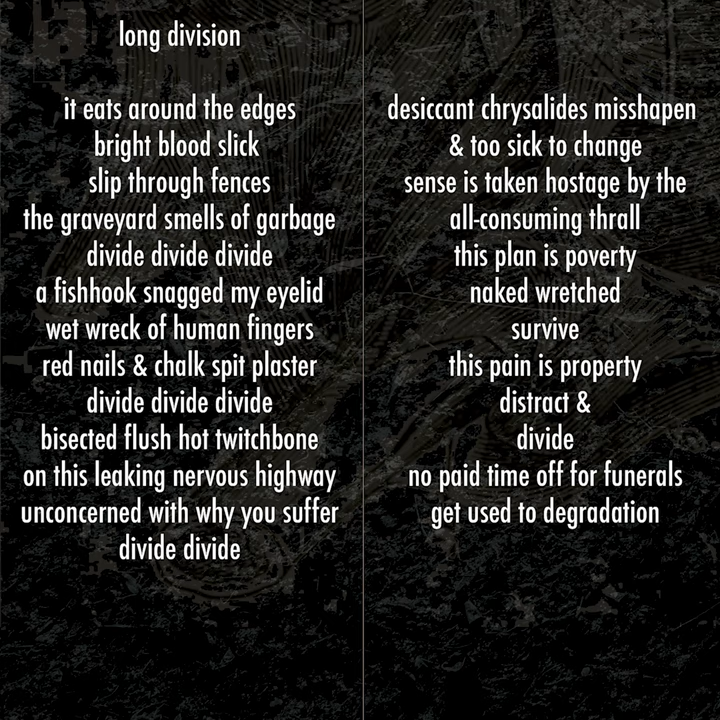 long division
it eats around the edges
bright blood slick
slip through fences
the graveyard smells of garbage
divide divide divide
a fishhook snagged my eyelid
wet wreck of human fingers
red nails & chalk spit plaster
divide divide divide
bisected flush hot twitchbone
on this leaking nervous highway
unconcerned with why you suffer
divide divide
desiccant chrysalides misshapen
& too sick to change
sense is taken hostage by the
all-consuming thrall
this plan is poverty
naked wretched
survive
this pain is property
distract &
divide
no paid time off for funerals
get used to degradation